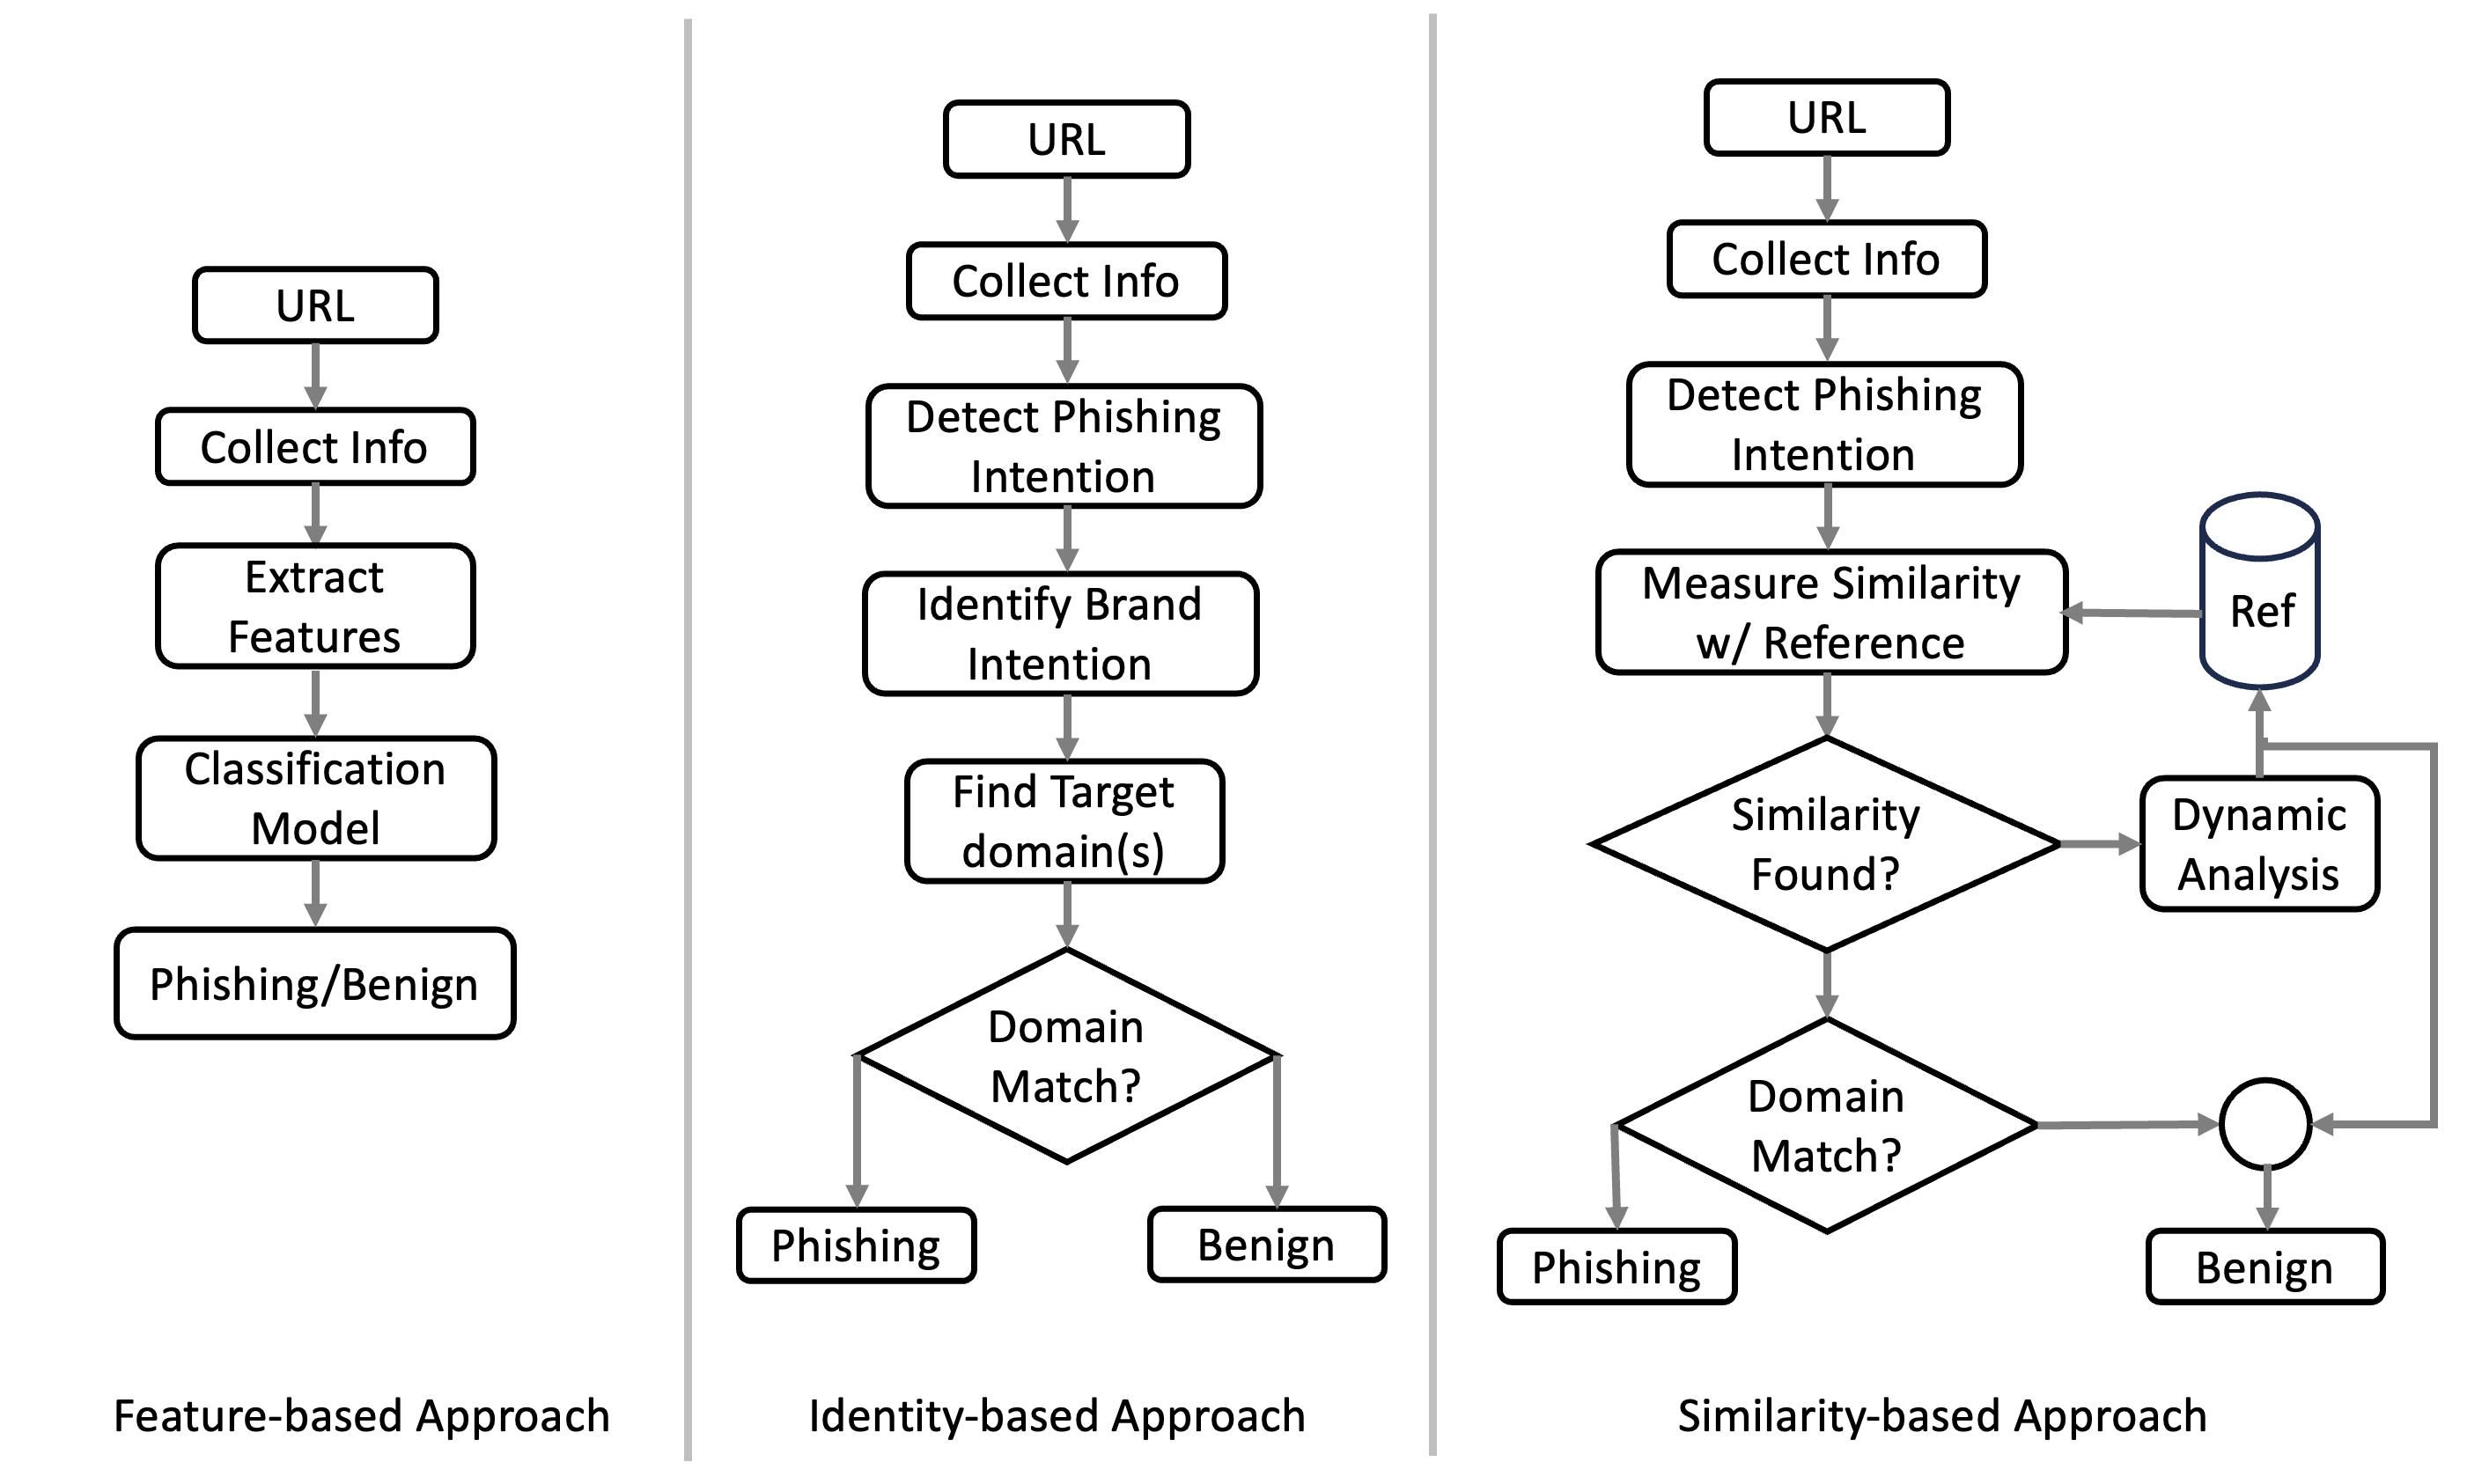 URL
Collect Info
Extract
Features
Classification
Model
Phishing/Benign
Feature-based Approach
URL
Collect Info
Detect Phishing
Intention
Identify Brand
Intention
Find Target
domain(s)
Domain
Match?
Phishing
Benign
Identity-based Approach
URL
Collect Info
Detect Phishing
Intention
Measure Similarity
w/ Reference
Ref
Similarity
Found?
Dynamic
Analysis
Domain
Match?
Phishing
Benign
Similarity-based Approach